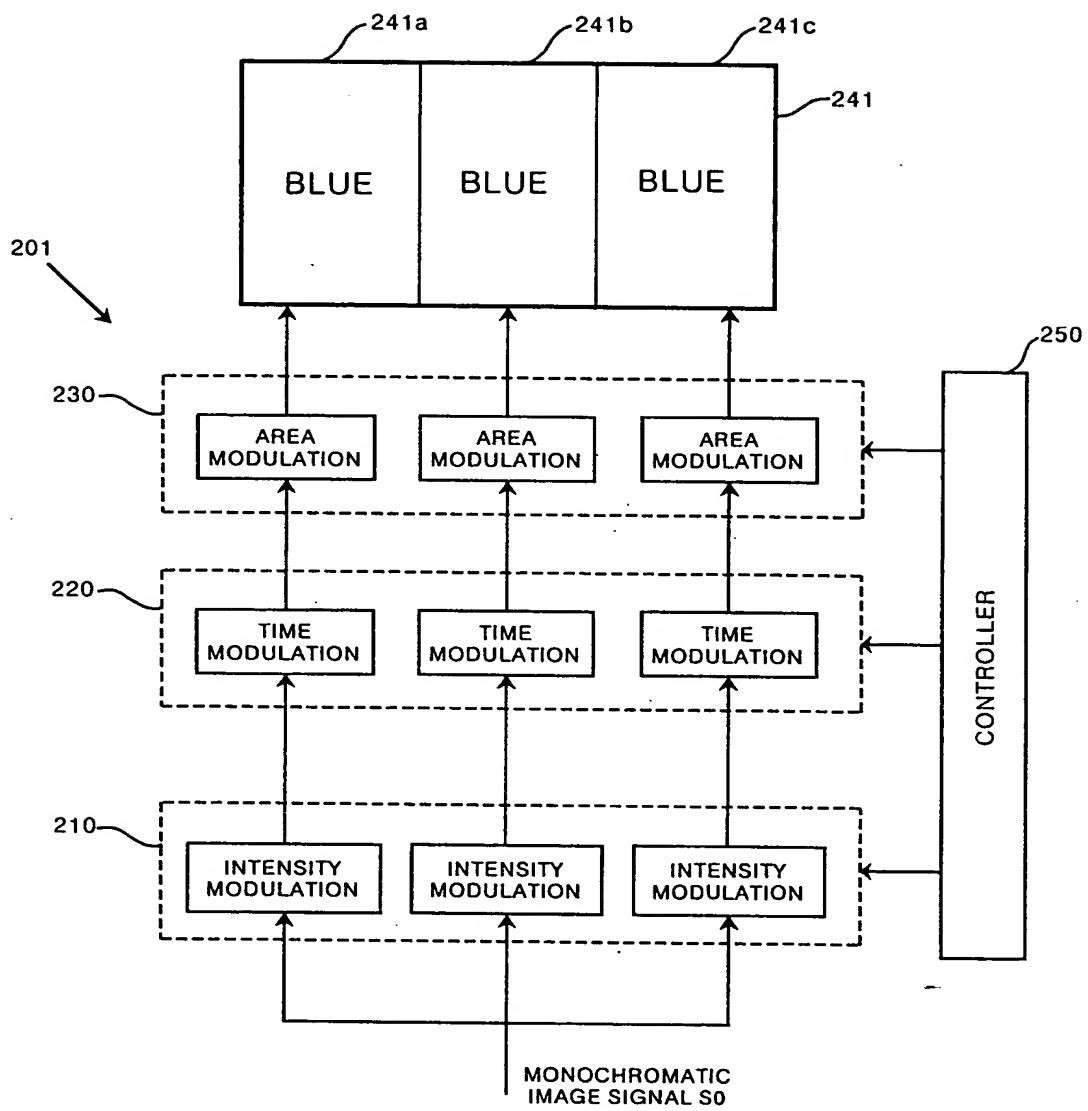 241a 241b 241c
241
BLUE BLUE BLUE
201
250
230
AREA MODULATION AREA MODULATION AREA MODULATION
220
TIME MODULATION TIME MODULATION TIME MODULATION
CONTROLLER
210
INTENSITY MODULATION INTENSITY MODULATION INTENSITY MODULATION
MONOCHROMATIC
IMAGE SIGNAL S0